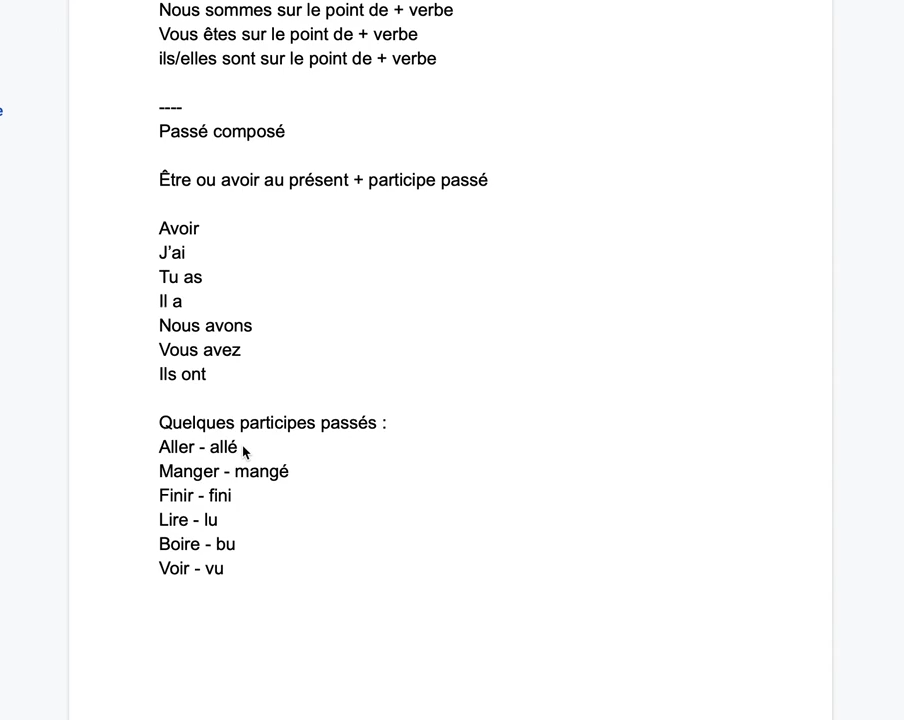 Nous sommes sur le point de + verbe
Vous êtes sur le point de + verbe
ils/elles sont sur le point de + verbe
----
Passé composé
Être ou avoir au présent + participe passé
Avoir
J'ai
Tu as
Il a
Nous avons
Vous avez
Ils ont
Quelques participes passés :
Aller - allé
Manger - mangé
Finir - fini
Lire - lu
Boire - bu
Voir - vu